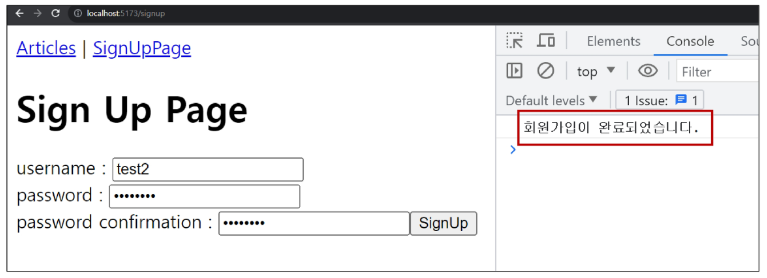 localhost:5173/signup
Articles | SignUpPage
Sign Up Page
username : test2
password : ••••••••
password confirmation : •••••••• SignUp
Elements Console Sou
top ▼ Filter
Default levels ▼ 1 Issue: 1
회원가입이 완료되었습니다.
>